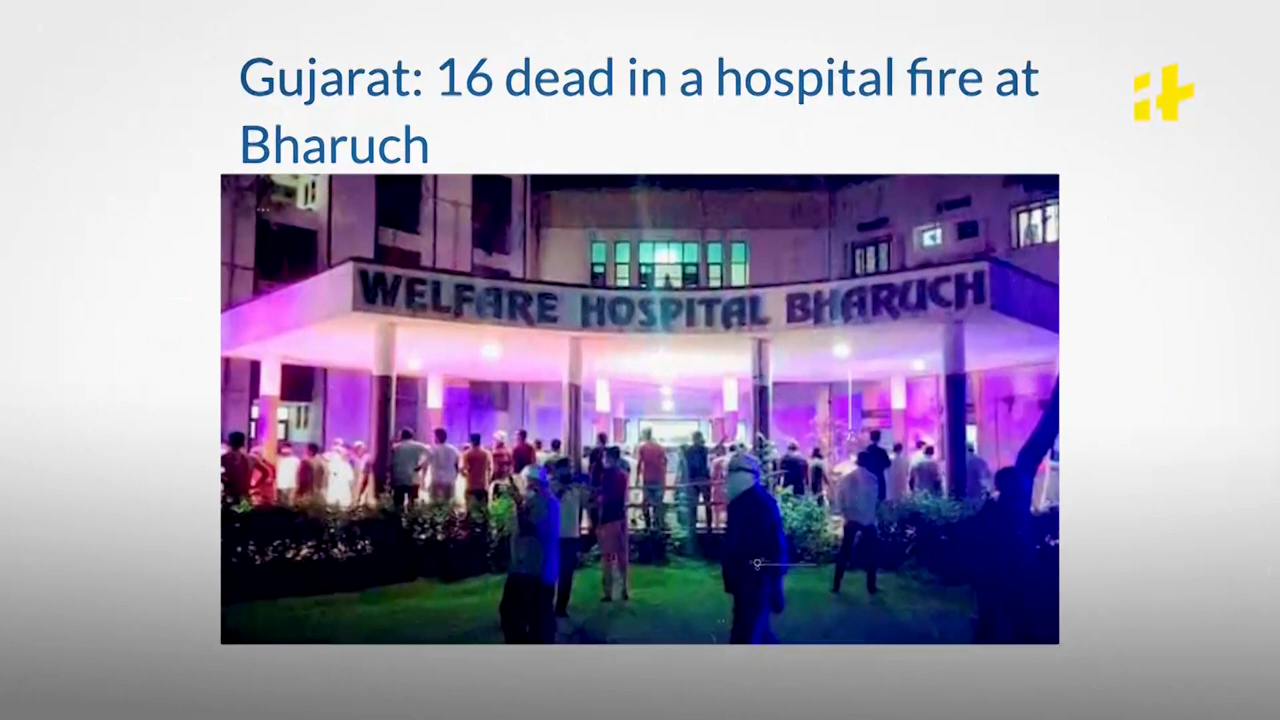 Gujarat: 16 dead in a hospital fire at
Bharuch
WELFARE HOSPITAL BHARUCH